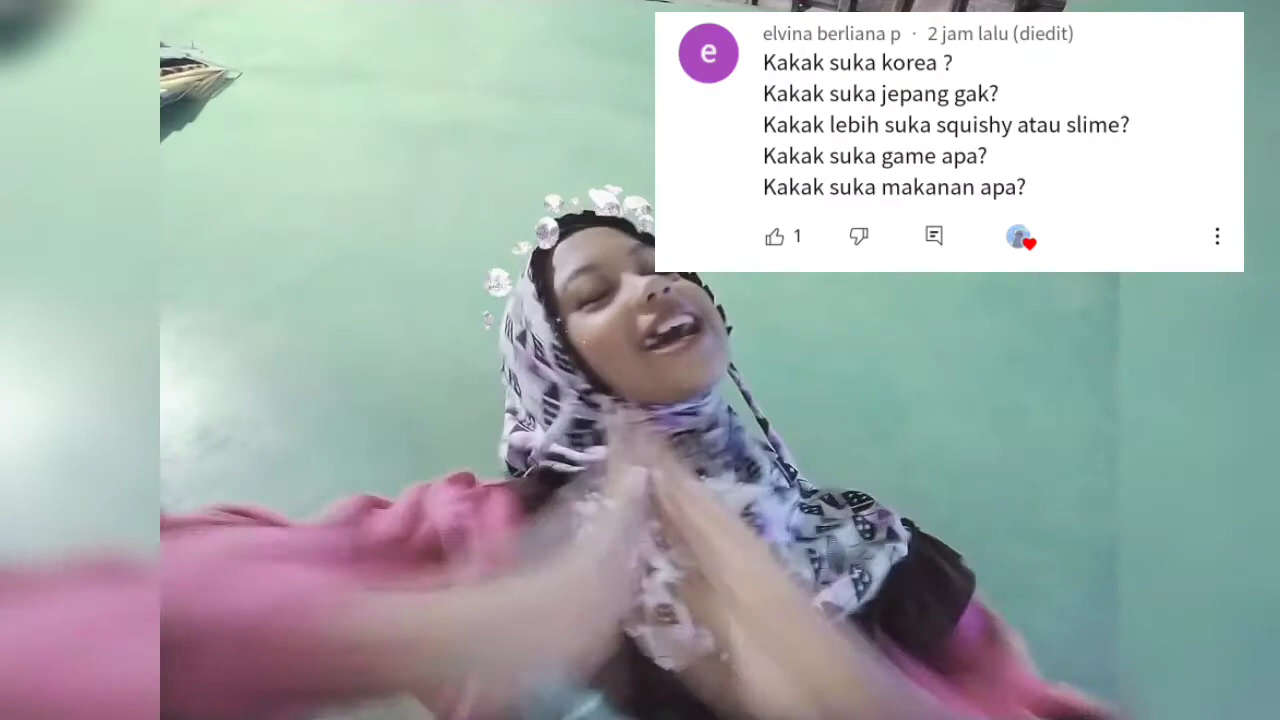 e
elvina berliana p · 2 jam lalu (diedit)
Kakak suka korea ?
Kakak suka jepang gak?
Kakak lebih suka squishy atau slime?
Kakak suka game apa?
Kakak suka makanan apa?
1